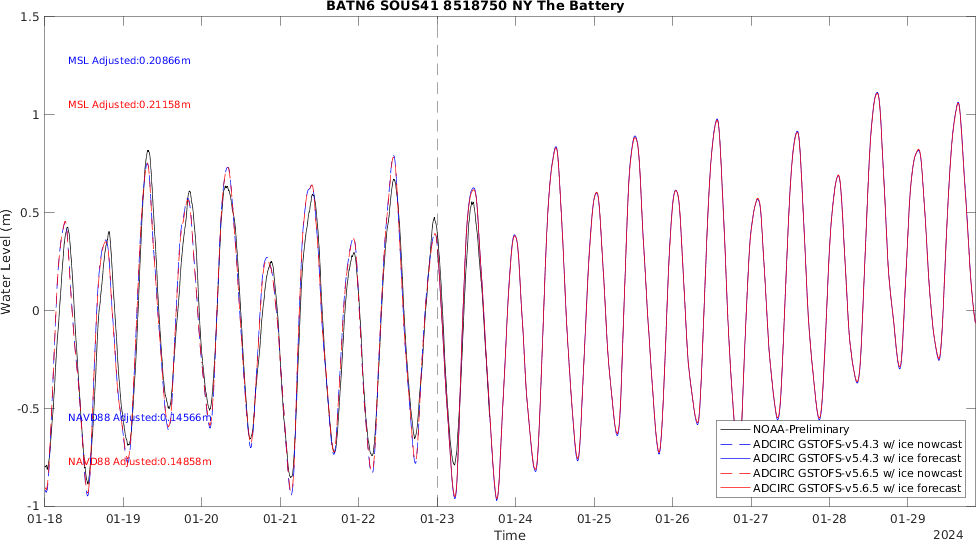 BATN6 SOUS41 8518750 NY The Battery
1.5
MSL Adjusted:0.20866m
MSL Adjusted:0.21158m
1
0.5
Water Level (m)
0
-0.5
NAVD88 Adjusted:0.14566m
NAVD88 Adjusted:0.14858m
-1
NOAA-Preliminary
ADCIRC GSTOFS-v5.4.3 w/ ice nowcast
ADCIRC GSTOFS-v5.4.3 w/ ice forecast
ADCIRC GSTOFS-v5.6.5 w/ ice nowcast
ADCIRC GSTOFS-v5.6.5 w/ ice forecast
01-18 01-19 01-20 01-21 01-22 01-23 01-24 01-25 01-26 01-27 01-28 01-29
Time
2024